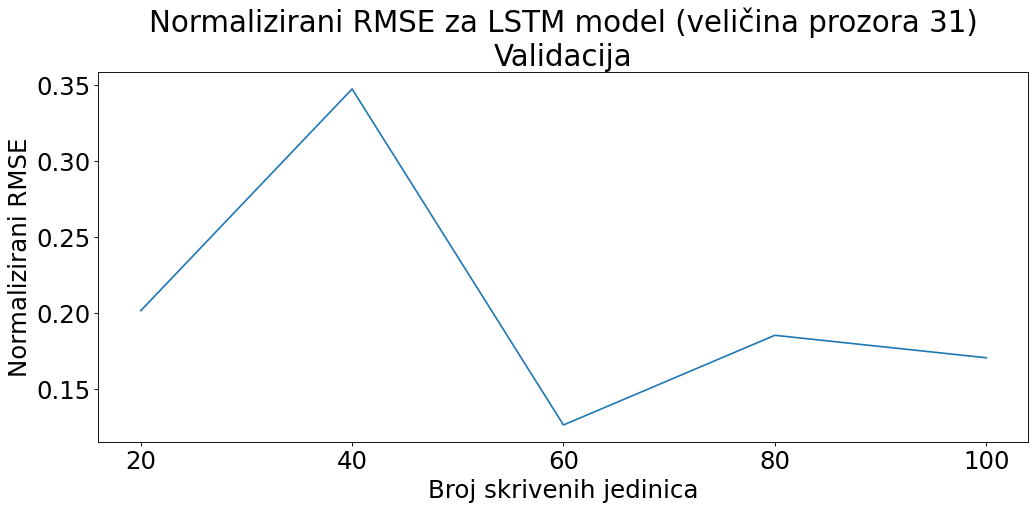 Normalizirani RMSE za LSTM model (veličina prozora 31)
Validacija
Normalizirani RMSE
0.35
0.30
0.25
0.20
0.15
20 40 60 80 100
Broj skrivenih jedinica